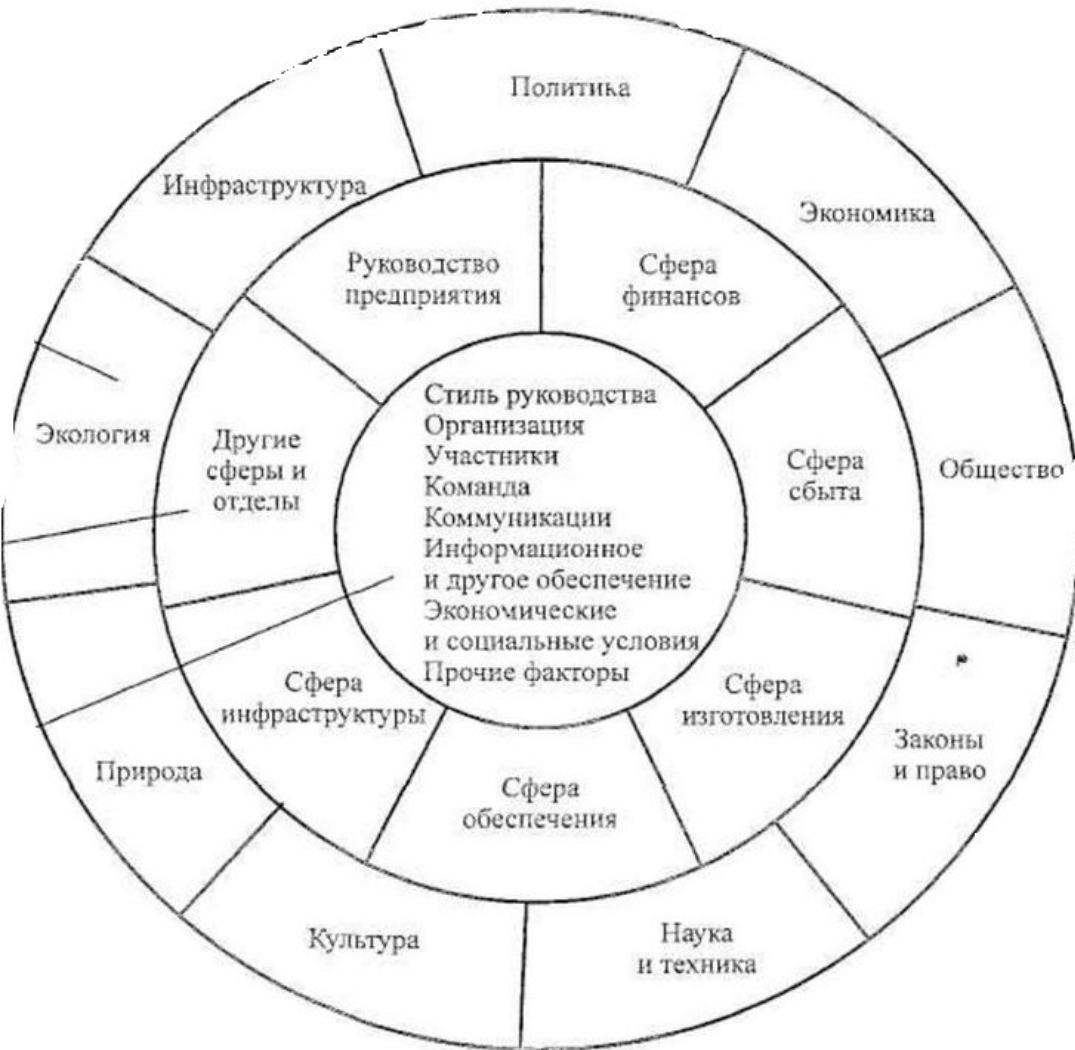 Политика
Инфраструктура
Экономика
Руководство
предприятия
Сфера
финансов
Стиль руководства
Организация
Участники
Команда
Коммуникации
Информационное
и другое обеспечение
Экономические
и социальные условия
Прочие факторы
Экология
Другие
сферы и
отделы
Сфера
сбыта
Общество
Сфера
инфраструктуры
Сфера
изготовления
Законы
и право
Природа
Сфера
обеспечения
Культура
Наука
и техника